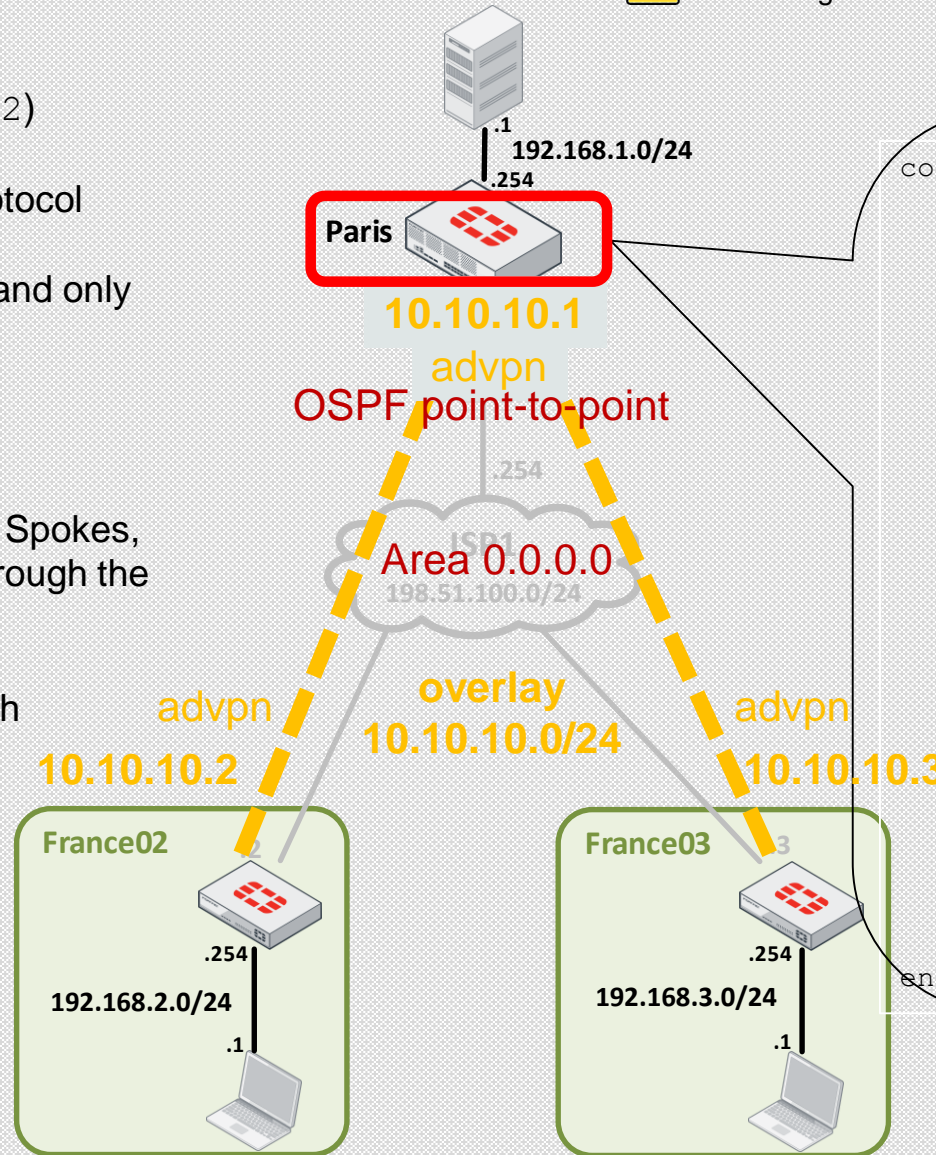 2)
otocol
and only
Spokes,
rough the
h
.1
192.168.1.0/24
.254
Paris
10.10.10.1
advpn
OSPF point-to-point
.254
ISP1
Area 0.0.0.0
198.51.100.0/24
overlay
10.10.10.0/24
advpn
10.10.10.2
advpn
10.10.10.3
France02
.2
.254
192.168.2.0/24
.1
France03
.3
.254
192.168.3.0/24
.1
co
en